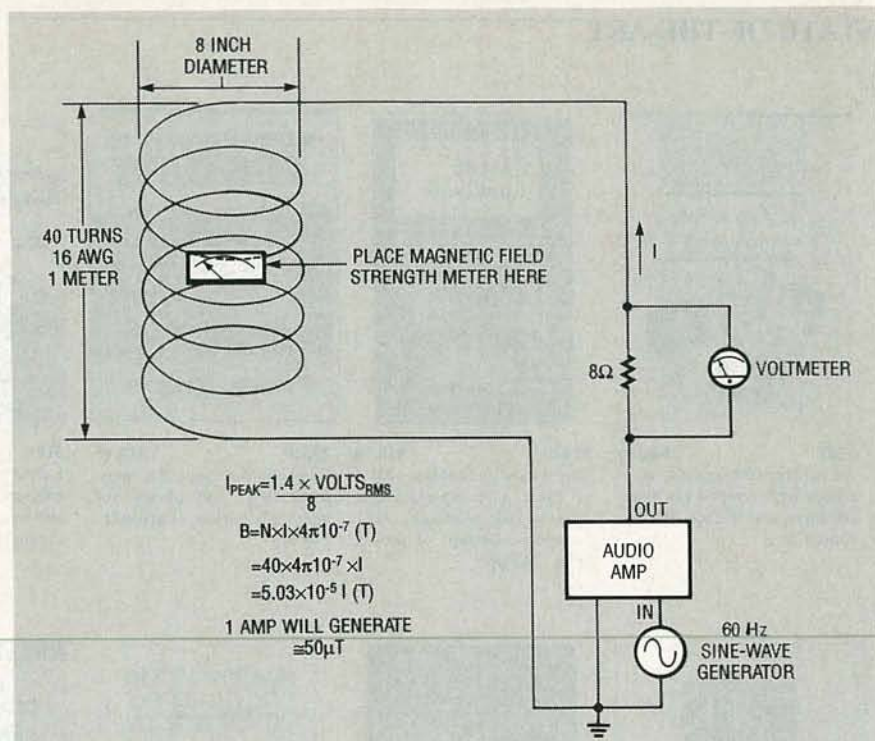 8 INCH
DIAMETER
40 TURNS
16 AWG
1 METER
PLACE MAGNETIC FIELD
STRENGTH METER HERE
I
8Ω
VOLTMETER
I_PEAK=1.4 × VOLTS_RMS
8
B=N×I×4π10⁻⁷ (T)
=40×4π10⁻⁷ ×I
=5.03×10⁻⁵ I (T)
1 AMP WILL GENERATE
≅50μT
OUT
AUDIO
AMP
IN
60 Hz
SINE-WAVE
GENERATOR